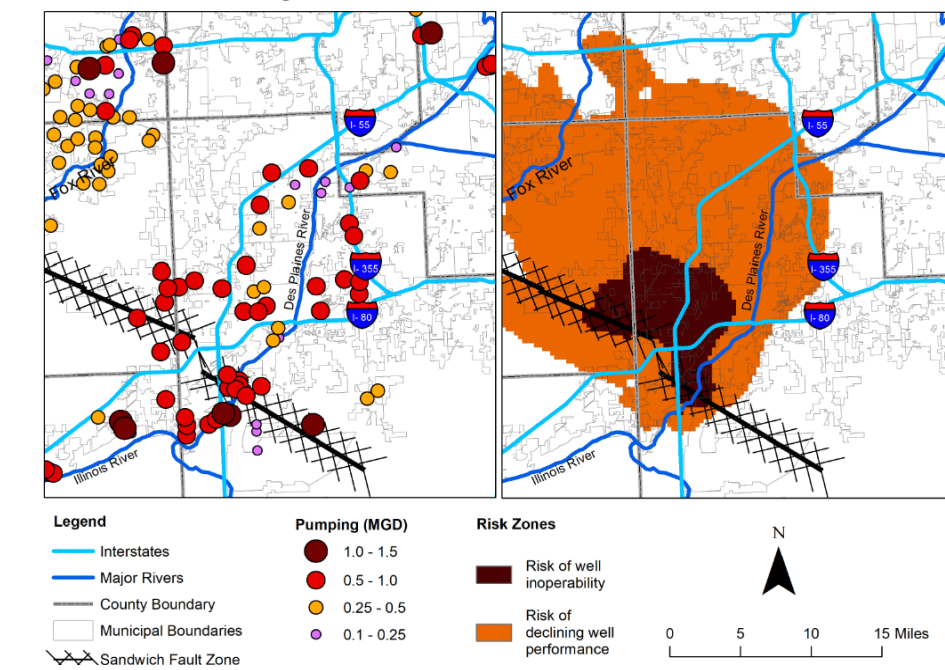 I- 55
Fox River
Des Plaines River
I- 355
I- 80
Illinois River
I- 55
Fox River
Des Plaines River
I- 355
I- 80
Illinois River
Legend
Interstates
Major Rivers
County Boundary
Municipal Boundaries
Sandwich Fault Zone
Pumping (MGD)
1.0 - 1.5
0.5 - 1.0
0.25 - 0.5
0.1 - 0.25
Risk Zones
Risk of well
inoperability
Risk of
declining well
performance
N
0 5 10 15 Miles